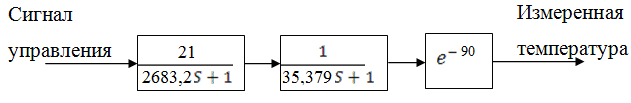 Сигнал
управления
21
2683,2S + 1
1
35,379S + 1
e^{- 90}
Измеренная
температура